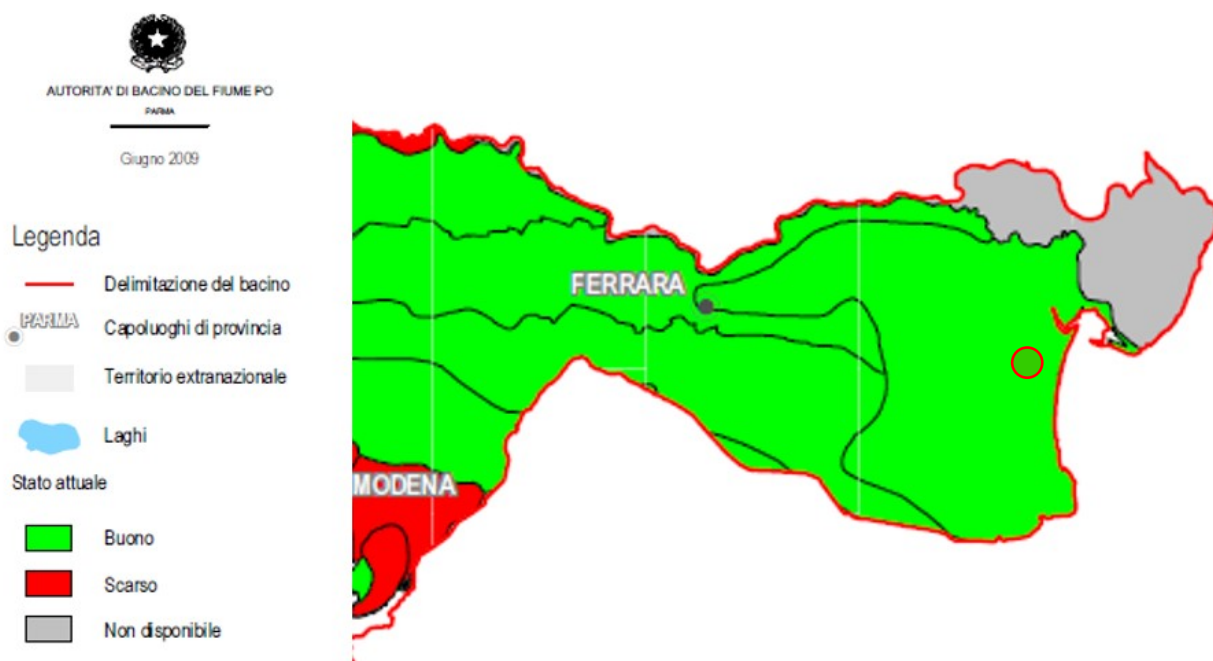 AUTORITA' DI BACINO DEL FIUME PO
PARMA
Giugno 2009
Legenda
Delimitazione del bacino
PARMA
Capoluoghi di provincia
Territorio extranazionale
Laghi
Stato attuale
Buono
Scarso
Non disponibile
FERRARA
MODENA